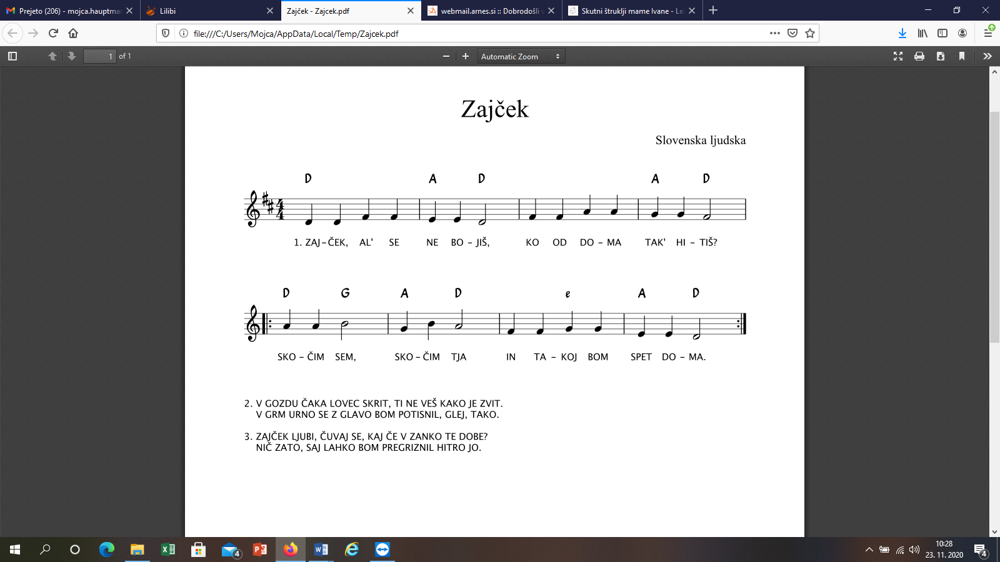 Prejeto (206) - mojca.hauptmar
Lilibi
Zajček - Zajcek.pdf
webmail.arnes.si :: Dobrodošli v
Skutni štruklji mame Ivane - Le
file:///C:/Users/Mojca/AppData/Local/Temp/Zajcek.pdf
1 of 1
Automatic Zoom
Zajček
Slovenska ljudska
D A D A D
4
4
1. ZAJ-ČEK, AL' SE NE BO - JIŠ, KO OD DO - MA TAK' HI - TIŠ?
D G A D e A D
SKO - ČIM SEM, SKO - ČIM TJA IN TA - KOJ BOM SPET DO - MA.
2. V GOZDU ČAKA LOVEC SKRIT, TI NE VEŠ KAKO JE ZVIT.
V GRM URNO SE Z GLAVO BOM POTISNIL, GLEJ, TAKO.
3. ZAJČEK LJUBI, ČUVAJ SE, KAJ ČE V ZANKO TE DOBE?
NIČ ZATO, SAJ LAHKO BOM PREGRIZNIL HITRO JO.
4
10:28
23. 11. 2020
4